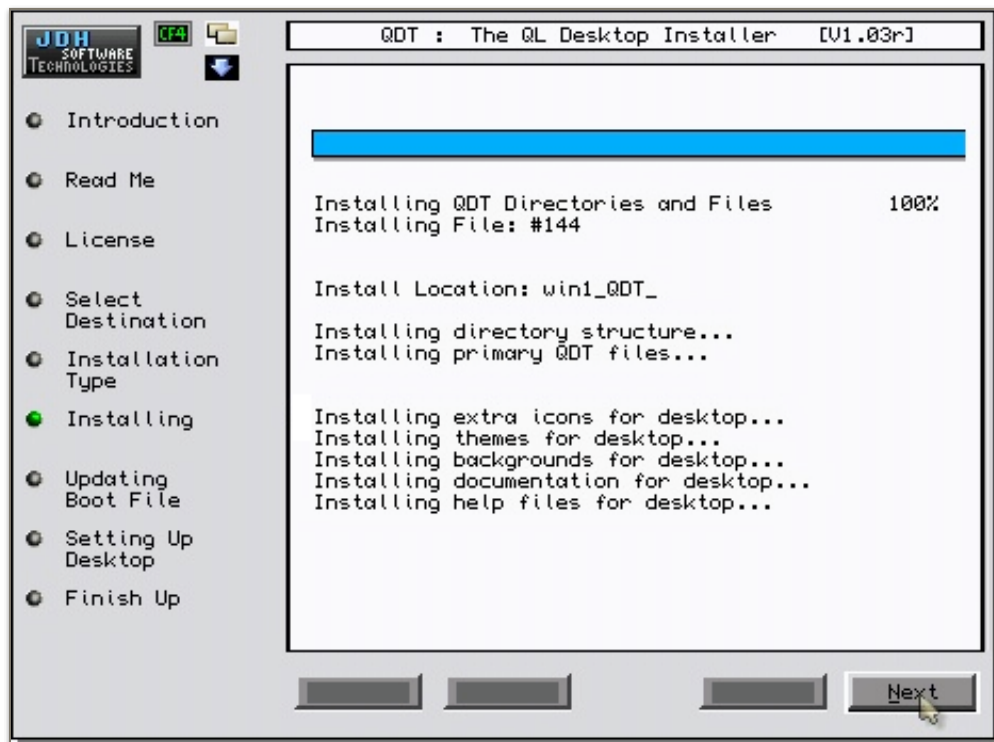 JDH
SOFTWARE
TECHNOLOGIES
CF4
QDT : The QL Desktop Installer [V1.03r]
Introduction
Read Me
License
Select
Destination
Installation
Type
Installing
Updating
Boot File
Setting Up
Desktop
Finish Up
Installing QDT Directories and Files 100%
Installing File: #144
Install Location: win1_QDT_
Installing directory structure...
Installing primary QDT files...
Installing extra icons for desktop...
Installing themes for desktop...
Installing backgrounds for desktop...
Installing documentation for desktop...
Installing help files for desktop...
Next